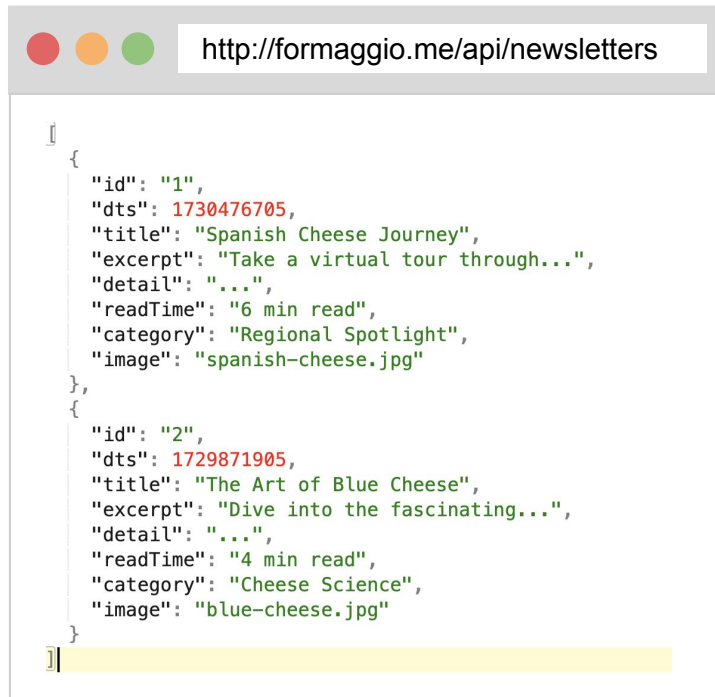 http://formaggio.me/api/newsletters
[
  {
    "id": "1",
    "dts": 1730476705,
    "title": "Spanish Cheese Journey",
    "excerpt": "Take a virtual tour through...",
    "detail": "...",
    "readTime": "6 min read",
    "category": "Regional Spotlight",
    "image": "spanish-cheese.jpg"
  },
  {
    "id": "2",
    "dts": 1729871905,
    "title": "The Art of Blue Cheese",
    "excerpt": "Dive into the fascinating...",
    "detail": "...",
    "readTime": "4 min read",
    "category": "Cheese Science",
    "image": "blue-cheese.jpg"
  }
]